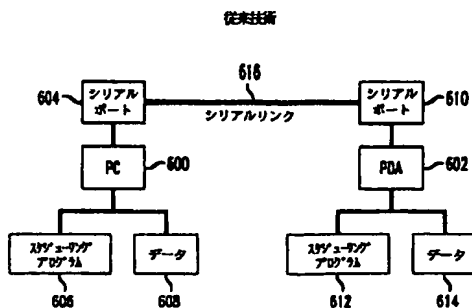 従来技術
616
604
シリアル
ポート
シリアルリンク
シリアル
ポート
610
PC
600
PDA
602
スケジューリング
プログラム
データ
スケジューリング
プログラム
データ
606
608
612
614